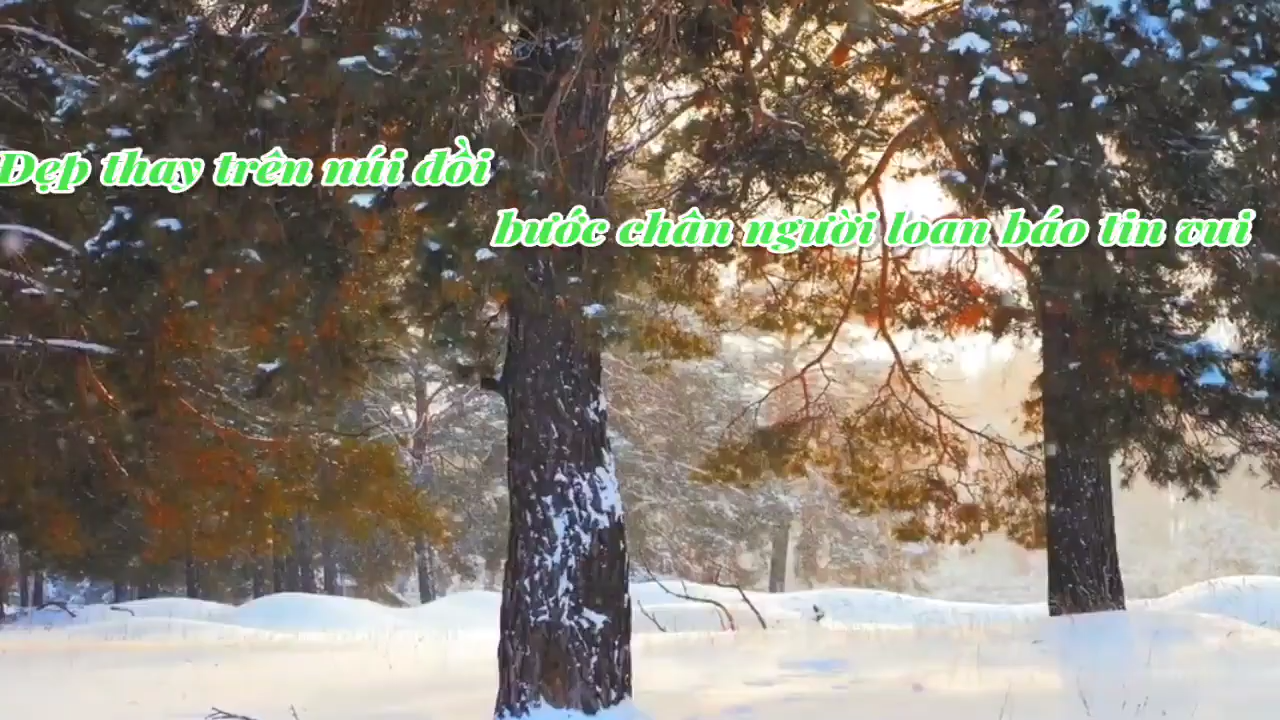 Đẹp thay trên núi đồi
bước chân người loan báo tin vui